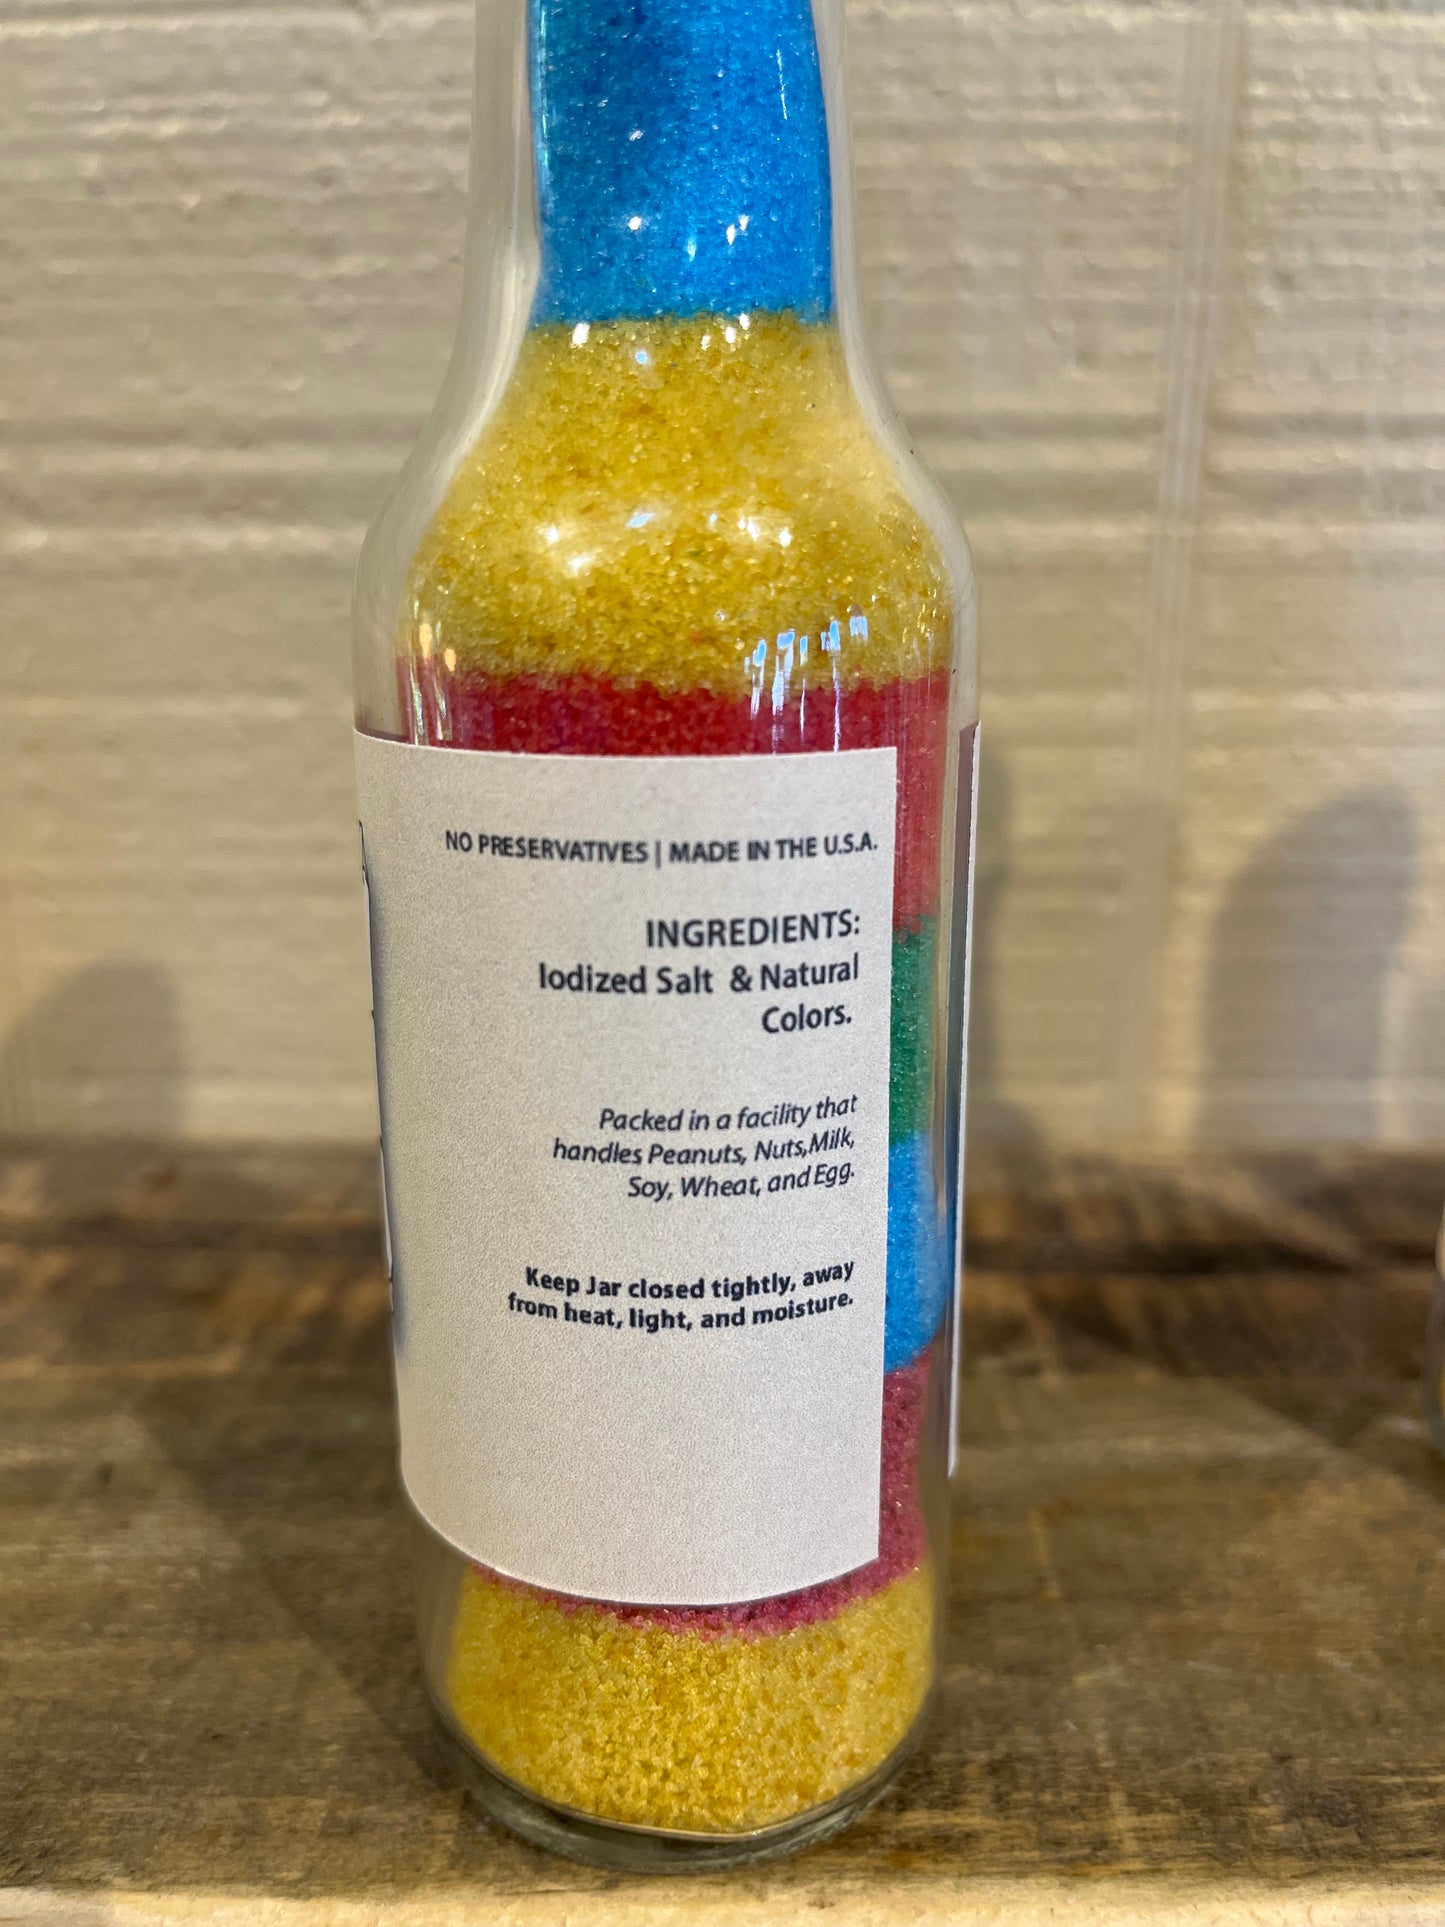 NO PRESERVATIVES | MADE IN THE U.S.A.
INGREDIENTS:
Iodized Salt & Natural
Colors.
Packed in a facility that
handles Peanuts, Nuts,Milk,
Soy, Wheat, and Egg.
Keep Jar closed tightly, away
from heat, light, and moisture.